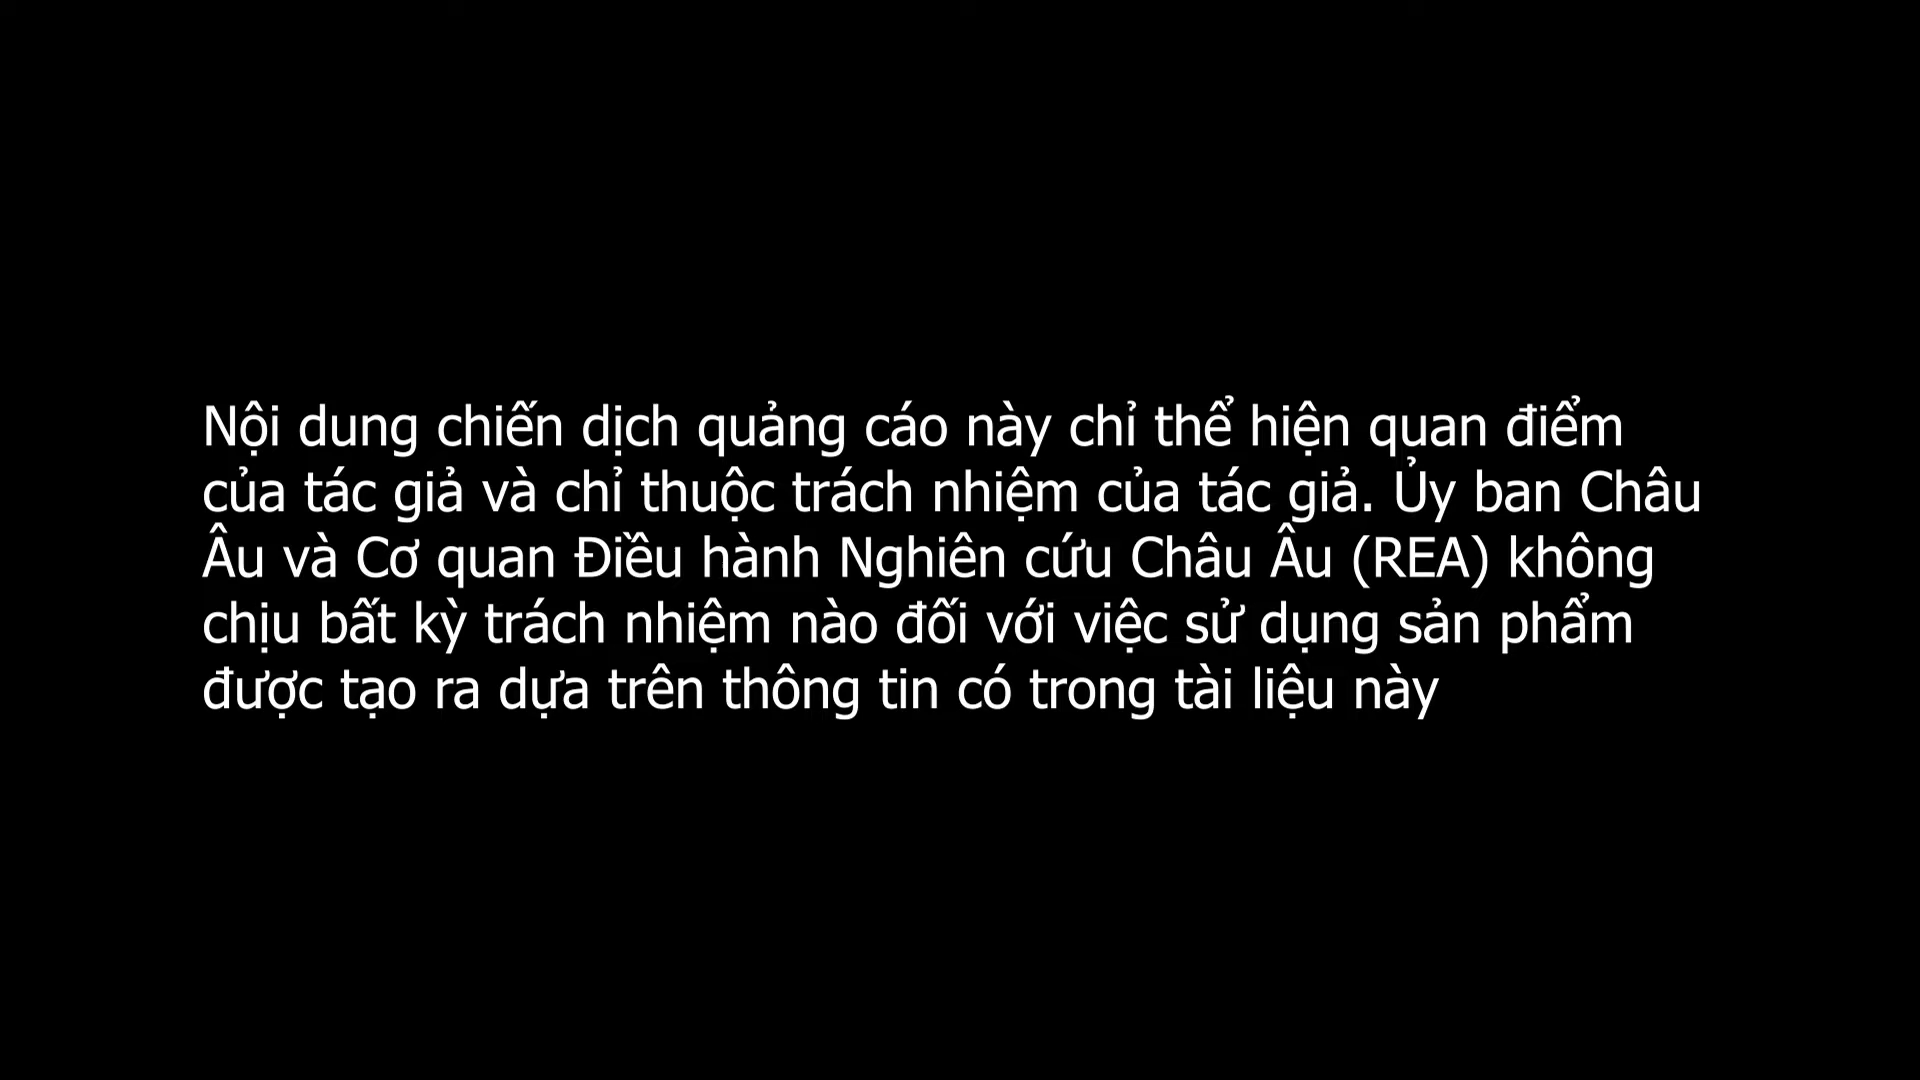 Nội dung chiến dịch quảng cáo này chỉ thể hiện quan điểm
của tác giả và chỉ thuộc trách nhiệm của tác giả. Ủy ban Châu
Âu và Cơ quan Điều hành Nghiên cứu Châu Âu (REA) không
chịu bất kỳ trách nhiệm nào đối với việc sử dụng sản phẩm
được tạo ra dựa trên thông tin có trong tài liệu này